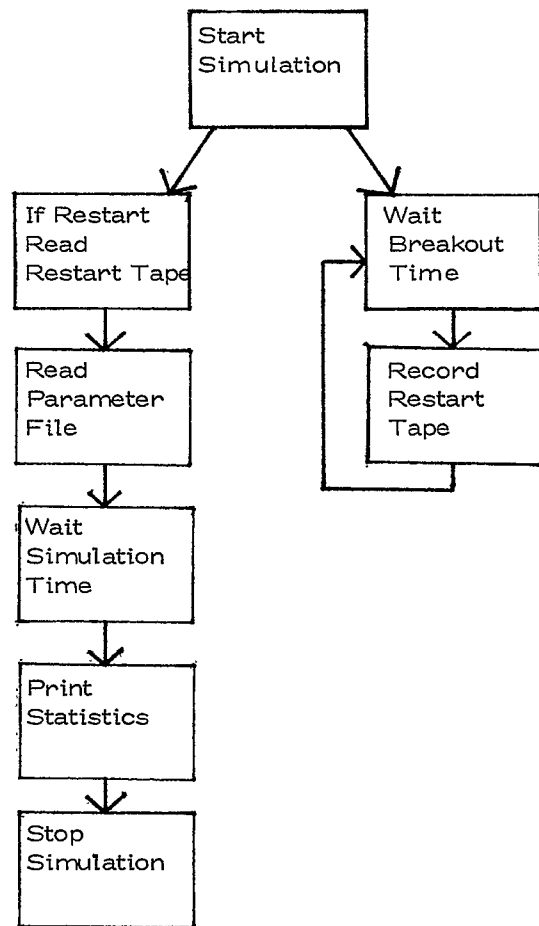 Start
Simulation
If Restart
Read
Restart Tape
Read
Parameter
File
Wait
Simulation
Time
Print
Statistics
Stop
Simulation
Wait
Breakout
Time
Record
Restart
Tape